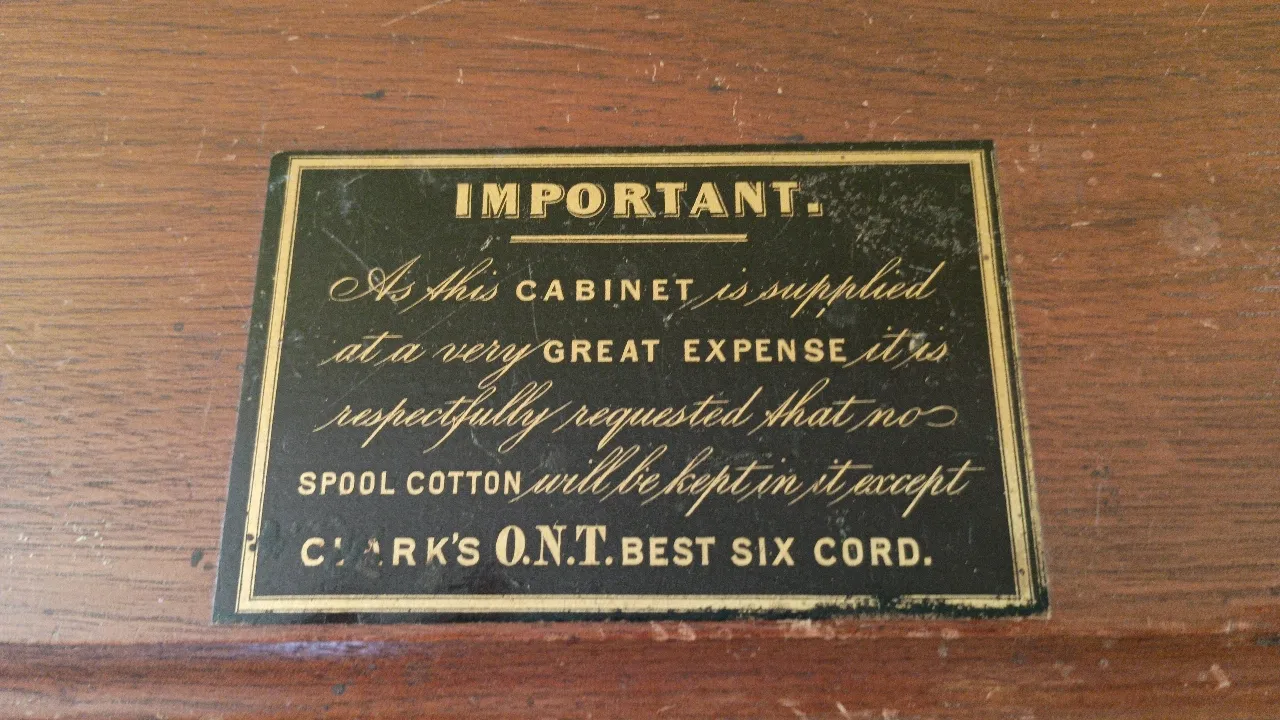 IMPORTANT.
As this CABINET is supplied
at a very GREAT EXPENSE it is
respectfully requested that no
SPOOL COTTON will be kept in it except
CLARK'S O.N.T. BEST SIX CORD.